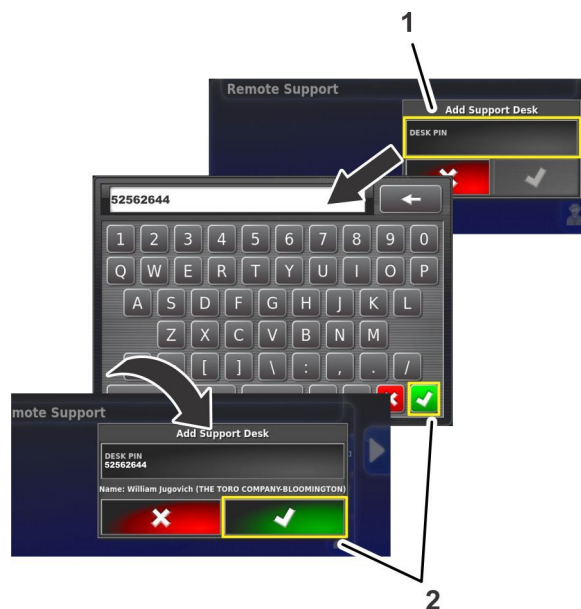 1
Remote Support
Add Support Desk
DESK PIN
52562644
1 2 3 4 5 6 7 8 9 0
Q W E R T Y U I O P
A S D F G H J K L
Z X C V B N M
[ ] \ : , . /
mote Support
Add Support Desk
DESK PIN
52562644
Name: William Jugovich (THE TORO COMPANY-BLOOMINGTON)
2